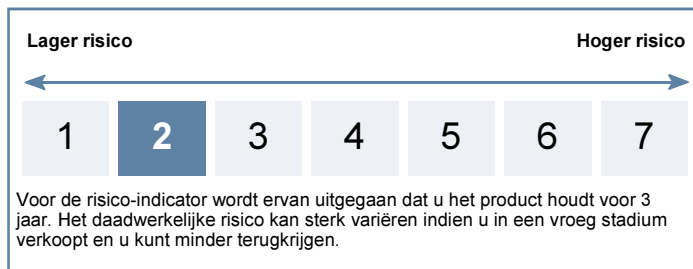 Lager risico Hoger risico
1 2 3 4 5 6 7
Voor de risico-indicator wordt ervan uitgegaan dat u het product houdt voor 3
jaar. Het daadwerkelijke risico kan sterk variëren indien u in een vroeg stadium
verkoopt en u kunt minder terugkrijgen.